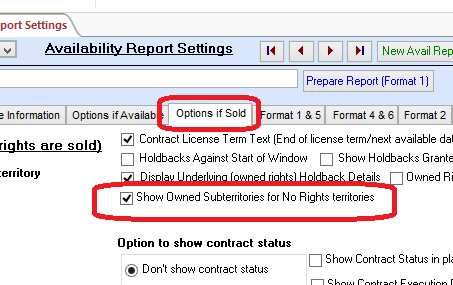 port Settings
Availability Report Settings
New Avail Rep
Prepare Report (Format 1)
e Information Options if Available Options if Sold Format 1 & 5 Format 4 & 6 Format 2
rights are sold)
Contract License Term Text (End of license term/next available dat
Holdbacks Against Start of Window Show Holdbacks Grante
erritory
Display Underlying (owned rights) Holdback Details Owned Ri
Show Owned Subterritories for No Rights territories
Option to show contract status
Show Contract Status in pla
Don't show contract status
Show Contract Execution